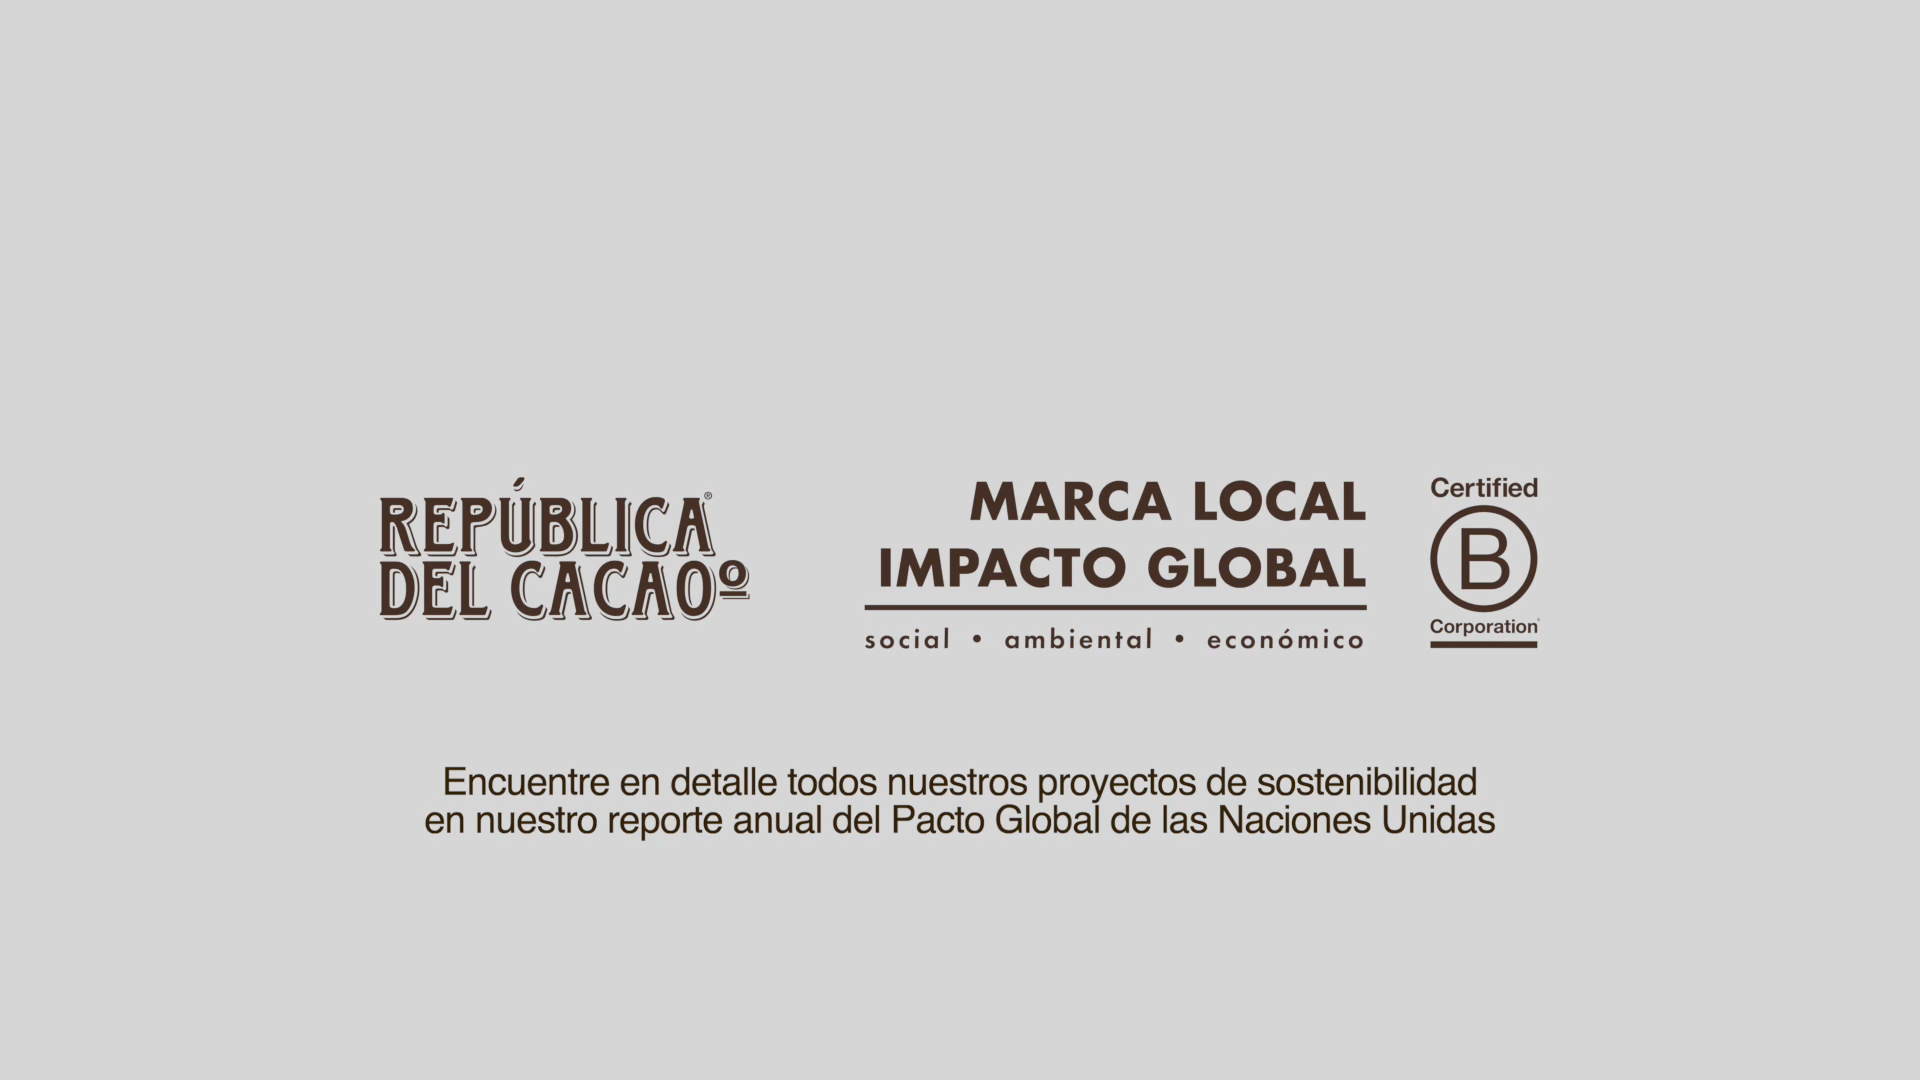 REPÚBLICA®
DEL CACAOº
MARCA LOCAL
IMPACTO GLOBAL
social • ambiental • económico
Certified
B
Corporation
Encuentre en detalle todos nuestros proyectos de sostenibilidad
en nuestro reporte anual del Pacto Global de las Naciones Unidas